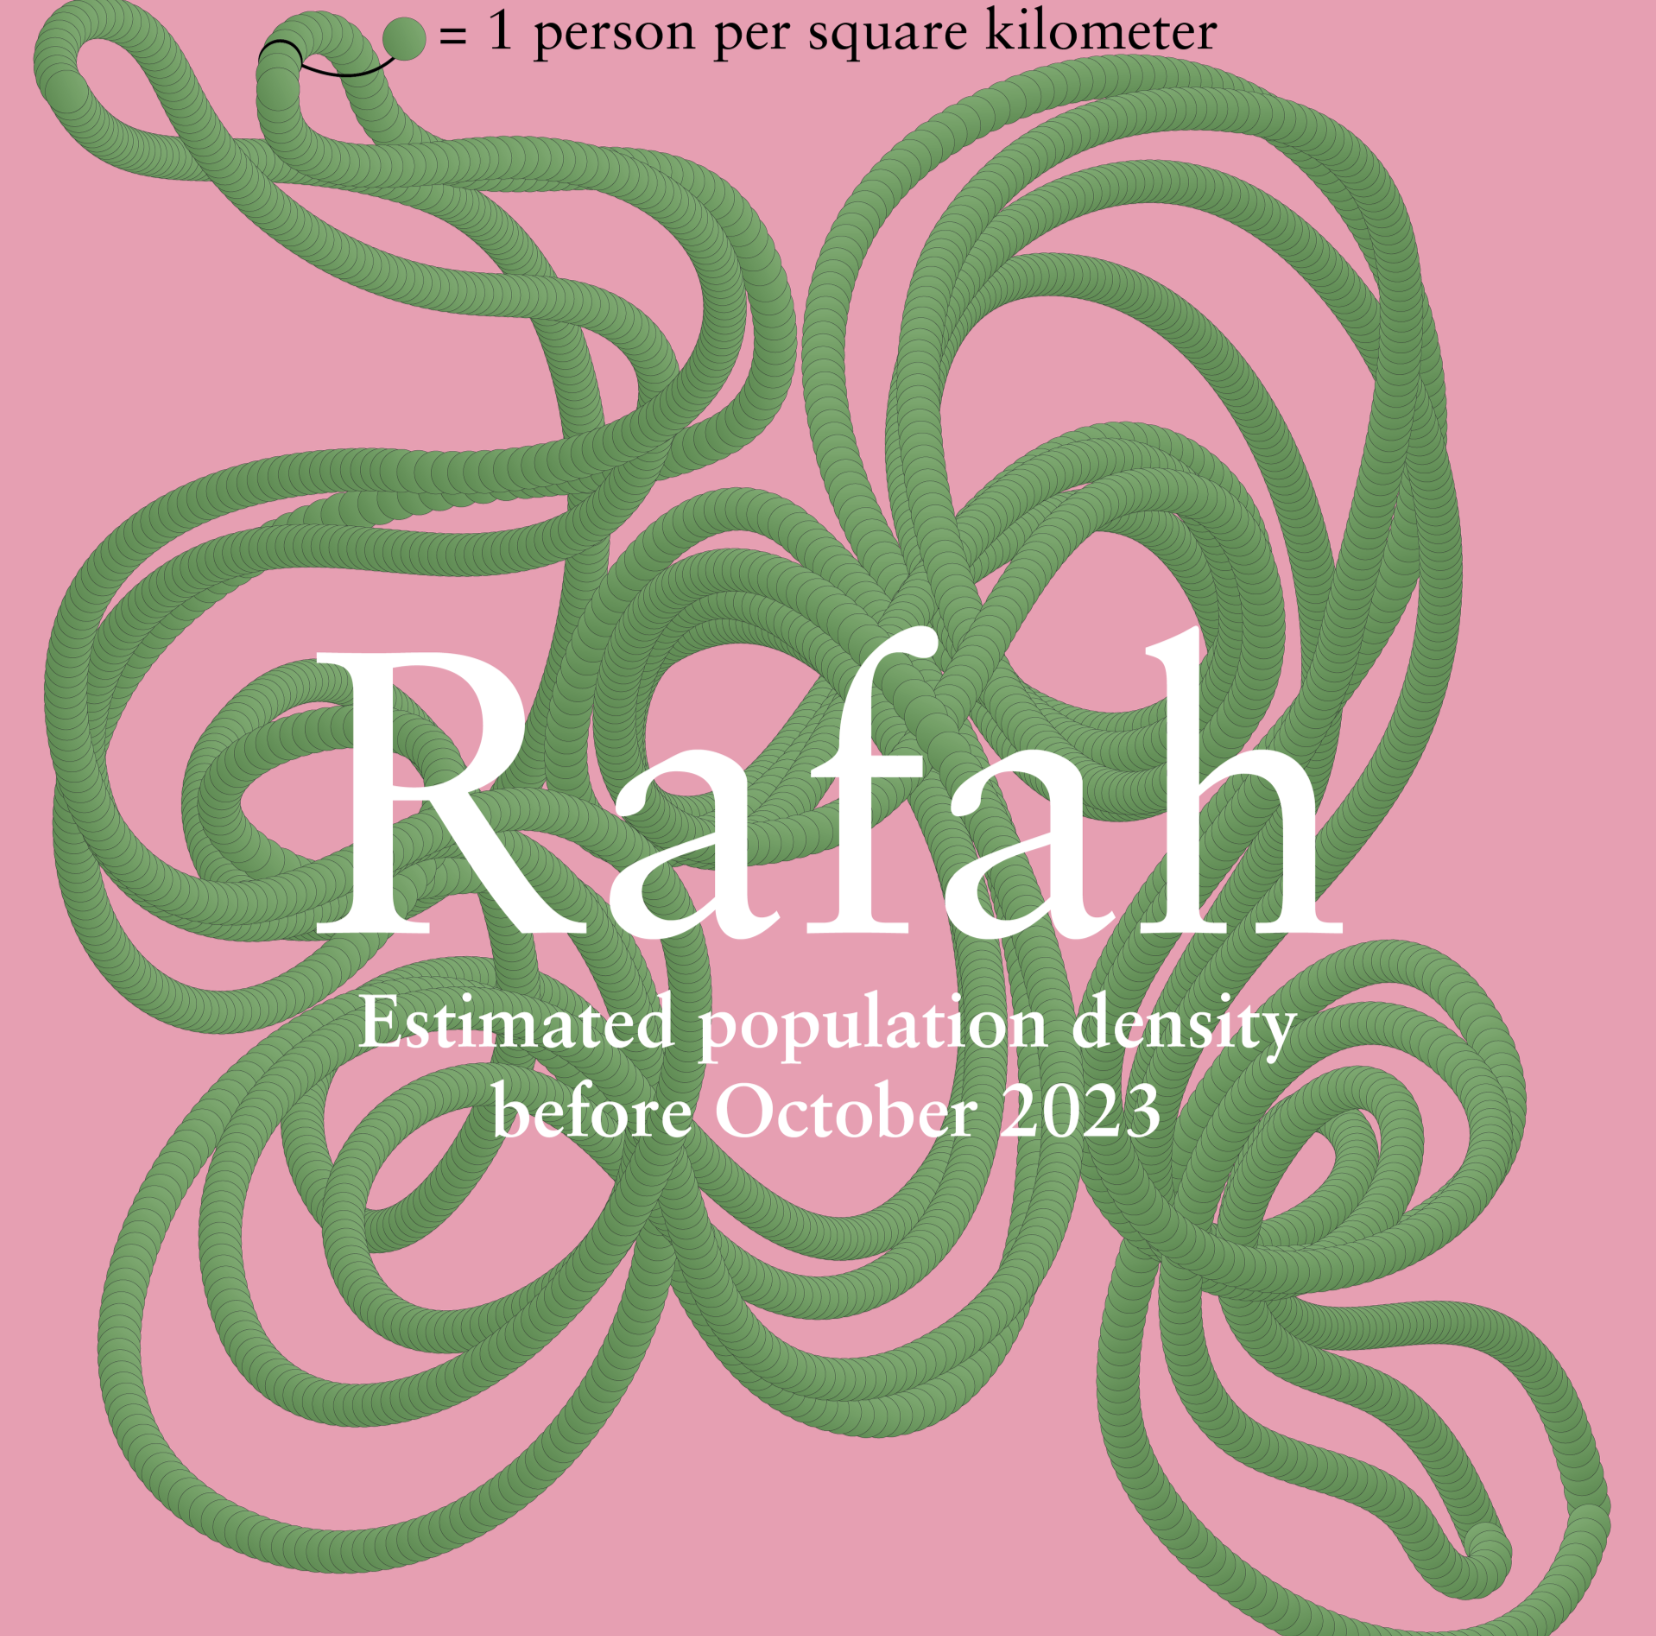 = 1 person per square kilometer
Rafah
Estimated population density
before October 2023